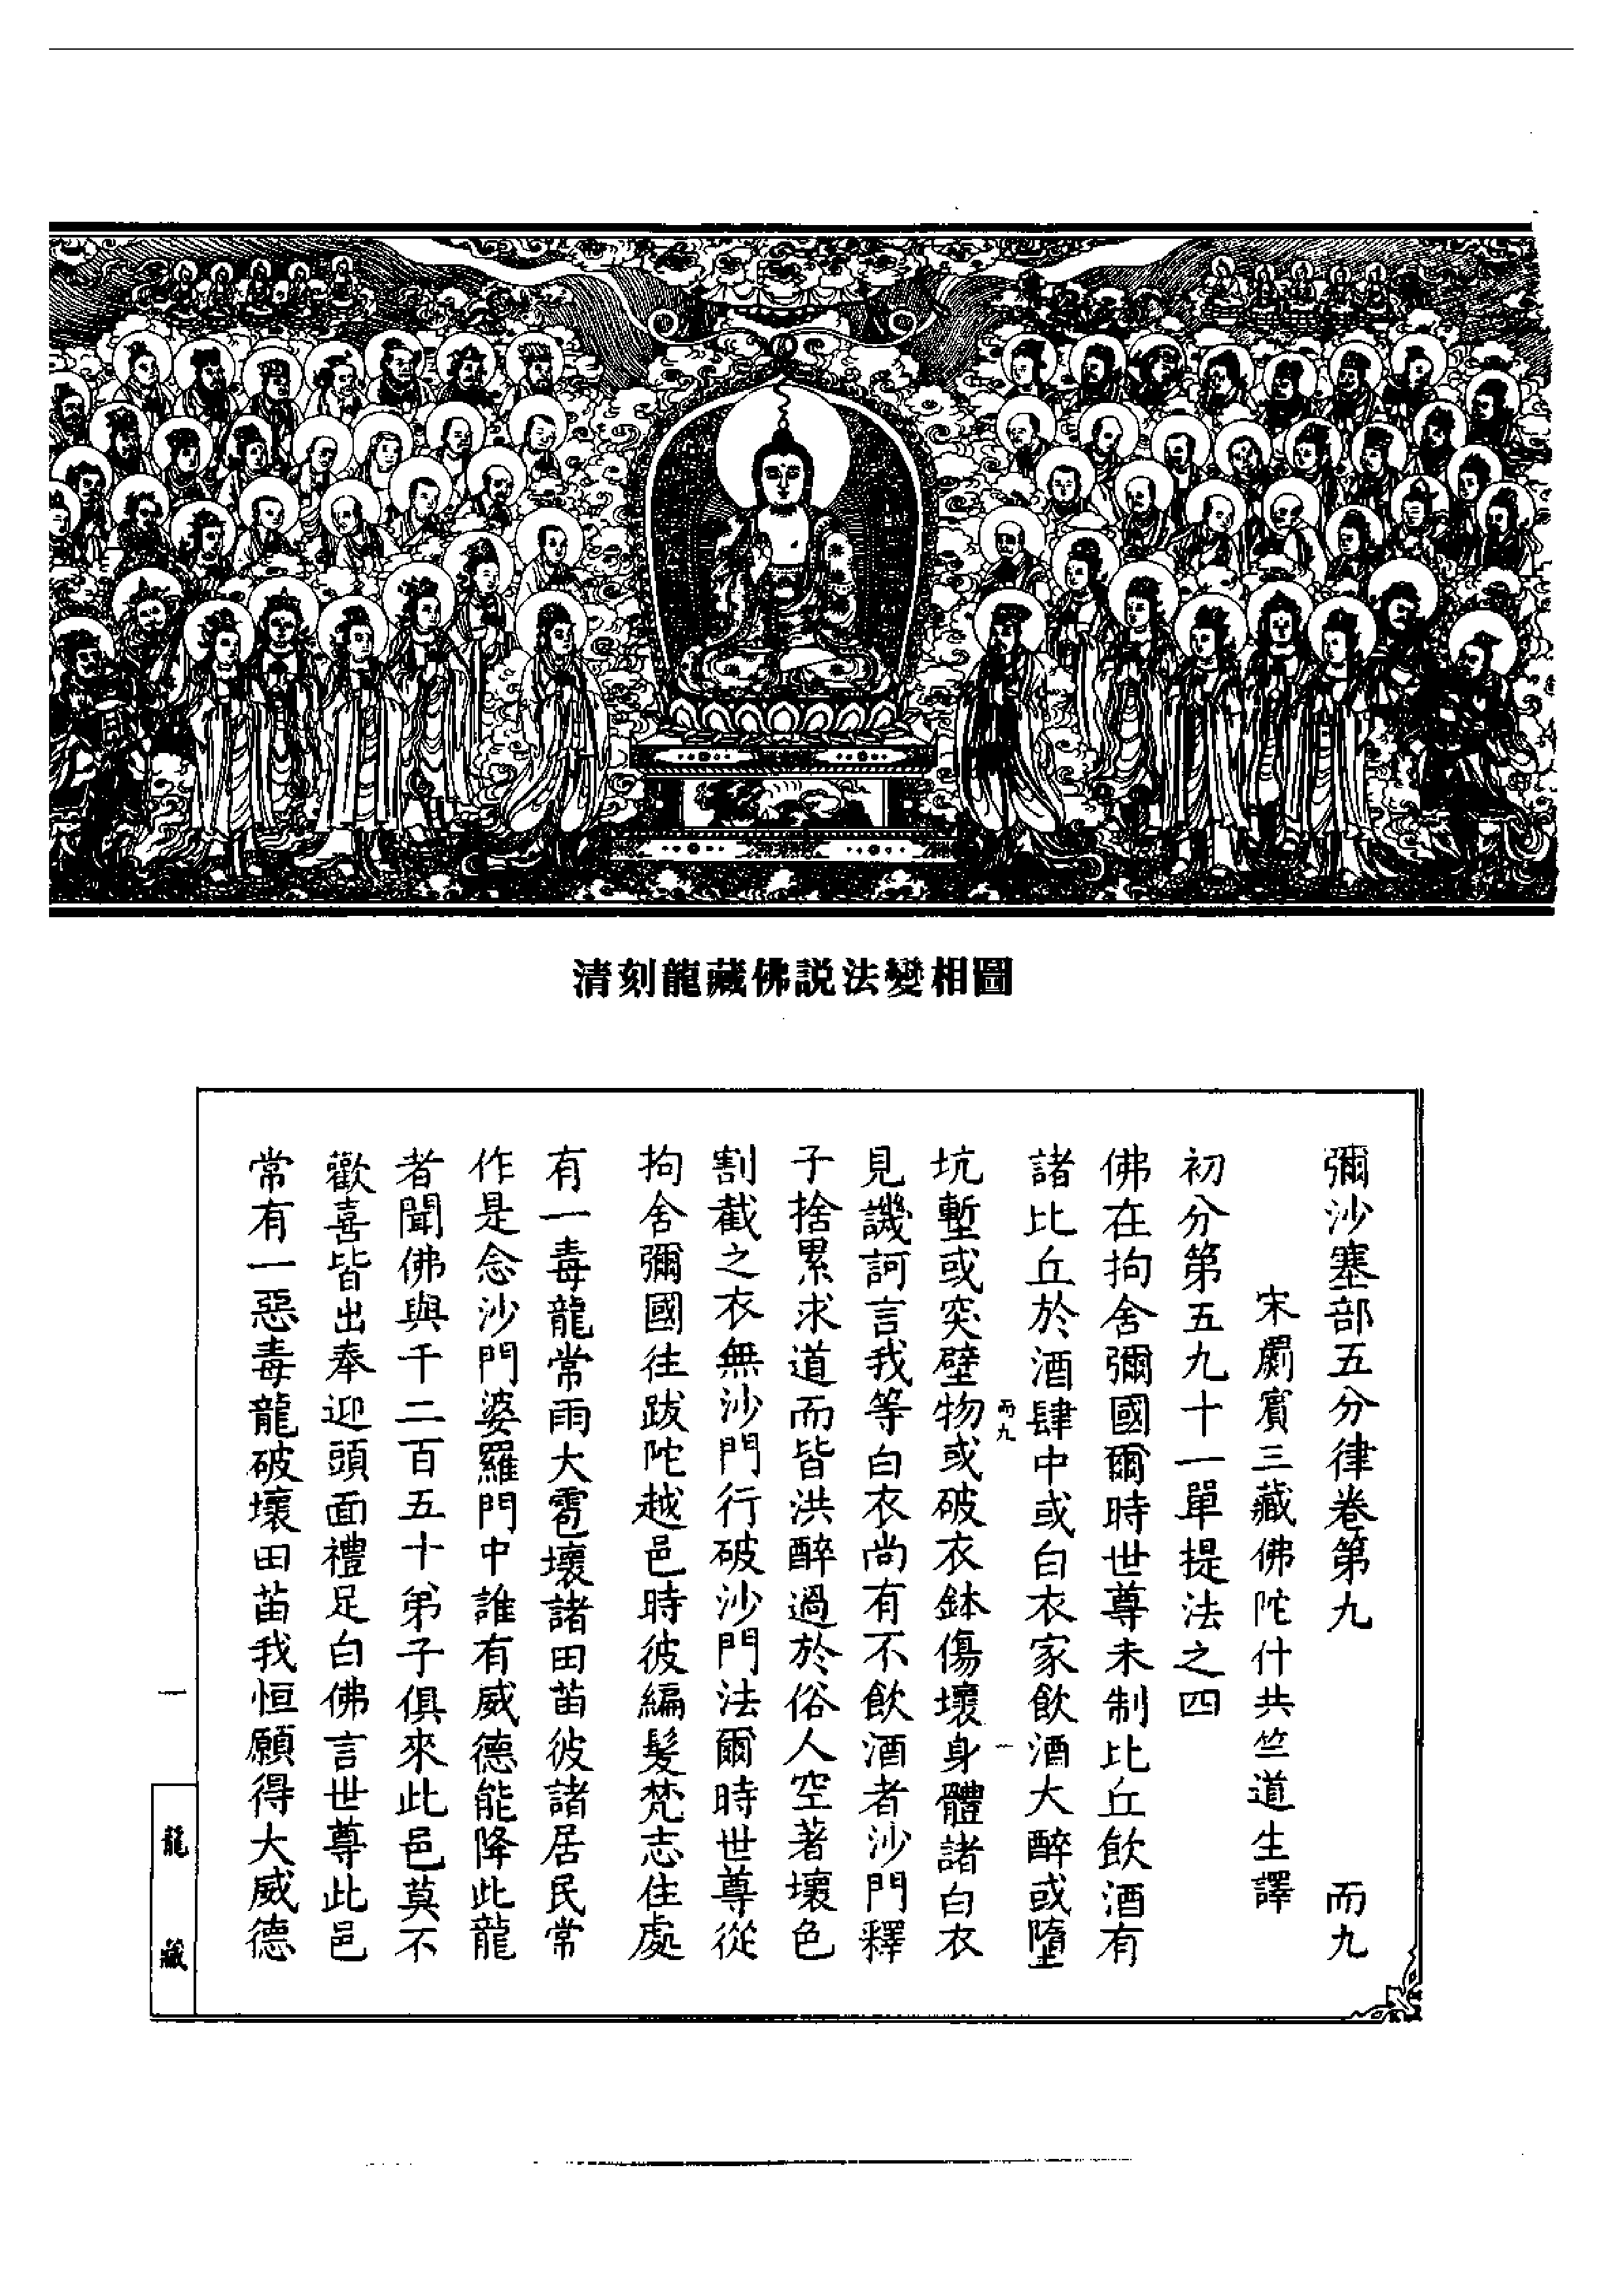 清刻龍藏佛説法變相圖
彌沙塞部五分律卷第九 而九
宋罽賓三藏佛陀什共竺道生譯
初分第五九十一單提法之四
佛在拘舍彌國爾時世尊未制比丘飲酒有
諸比丘於酒肆中或白衣家飲酒大醉或墮
而九 一
坑塹或突壁物或破衣鉢傷壞身體諸白衣
見譏訶言我等白衣尚有不飲酒者沙門釋
子捨累求道而皆洪醉過於俗人空著壞色
割截之衣無沙門行破沙門法爾時世尊從
拘舍彌國往跋陀越邑時彼編髮梵志住處
有一毒龍常雨大雹壞諸田苗彼諸居民常
作是念沙門婆羅門中誰有威德能降此龍
者聞佛與千二百五十弟子俱來此邑莫不
歡喜皆出奉迎頭面禮足白佛言世尊此邑
常有一惡毒龍破壞田苗我恒願得大威德
一
龍藏